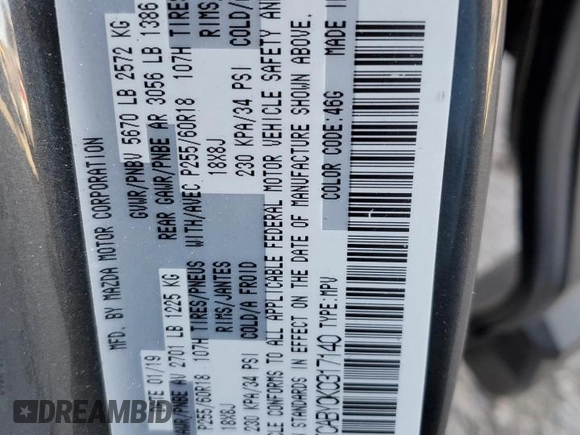 MFD. BY MAZDA MOTOR CORPORATION
DATE 01/19 GVWR/PNBV 5670 LB 2572 KG
GAWR/PNBE AV 2701 LB 1225 KG REAR GAWR/PNBE AR 3056 LB 1386
P255/60R18 107H TIRES/PNEUS WITH/AVEC P255/60R18 107H TIRES
18X8J RIMS/JANTES 18X8J RIMS/
230 KPA/34 PSI COLD/A FROID 230 KPA/34 PSI COLD/
CONFORMS TO ALL APPLICABLE FEDERAL MOTOR VEHICLE SAFETY AND
STANDARDS IN EFFECT ON THE DATE OF MANUFACTURE SHOWN ABOVE.
COLOR CODE:46G MADE
TCABY0K0317140 TYPE: MPV
DAMAGED
BIDHISTORY